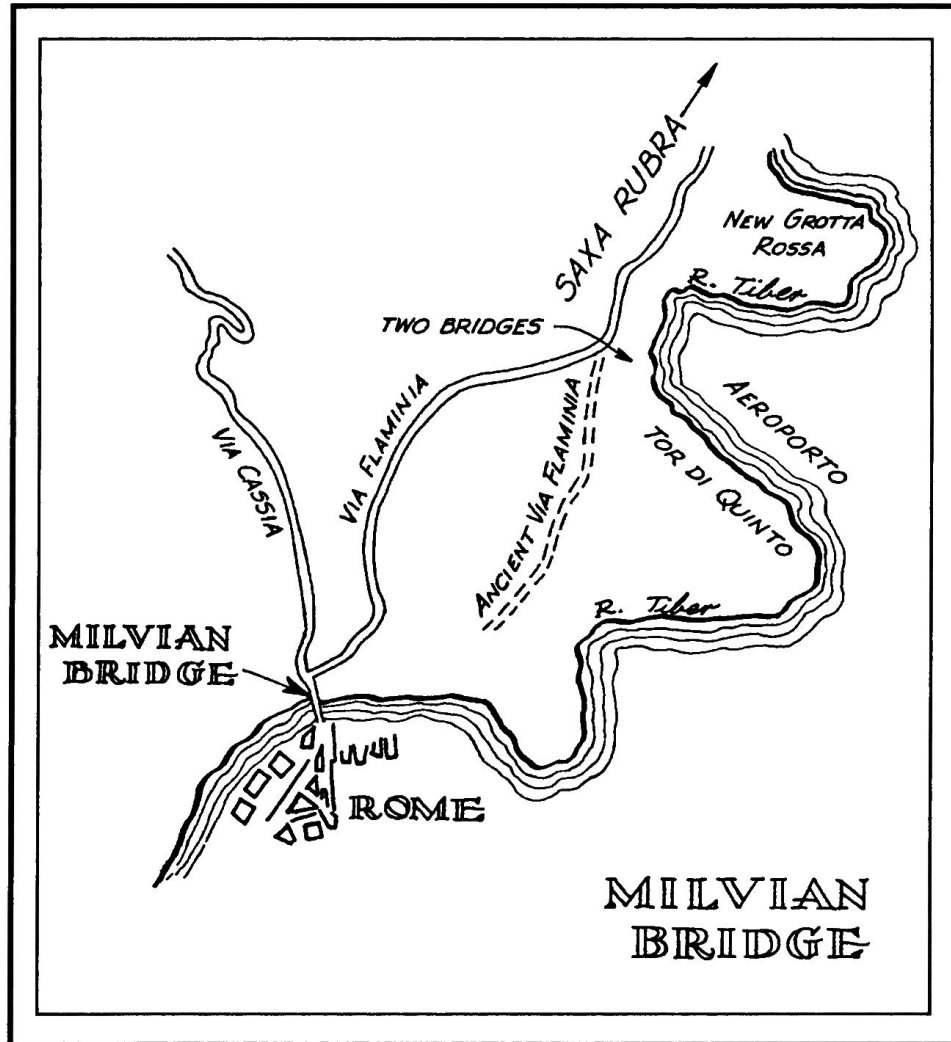 SAXA RUBRA
NEW GROTTA
ROSSA
R. Tiber
TWO BRIDGES
AEROPORTO
VIA FLAMINIA
VIA CASSIA
TOR DI QUINTO
ANCIENT VIA FLAMINIA
R. Tiber
MILVIAN
BRIDGE
ROME
MILVIAN
BRIDGE